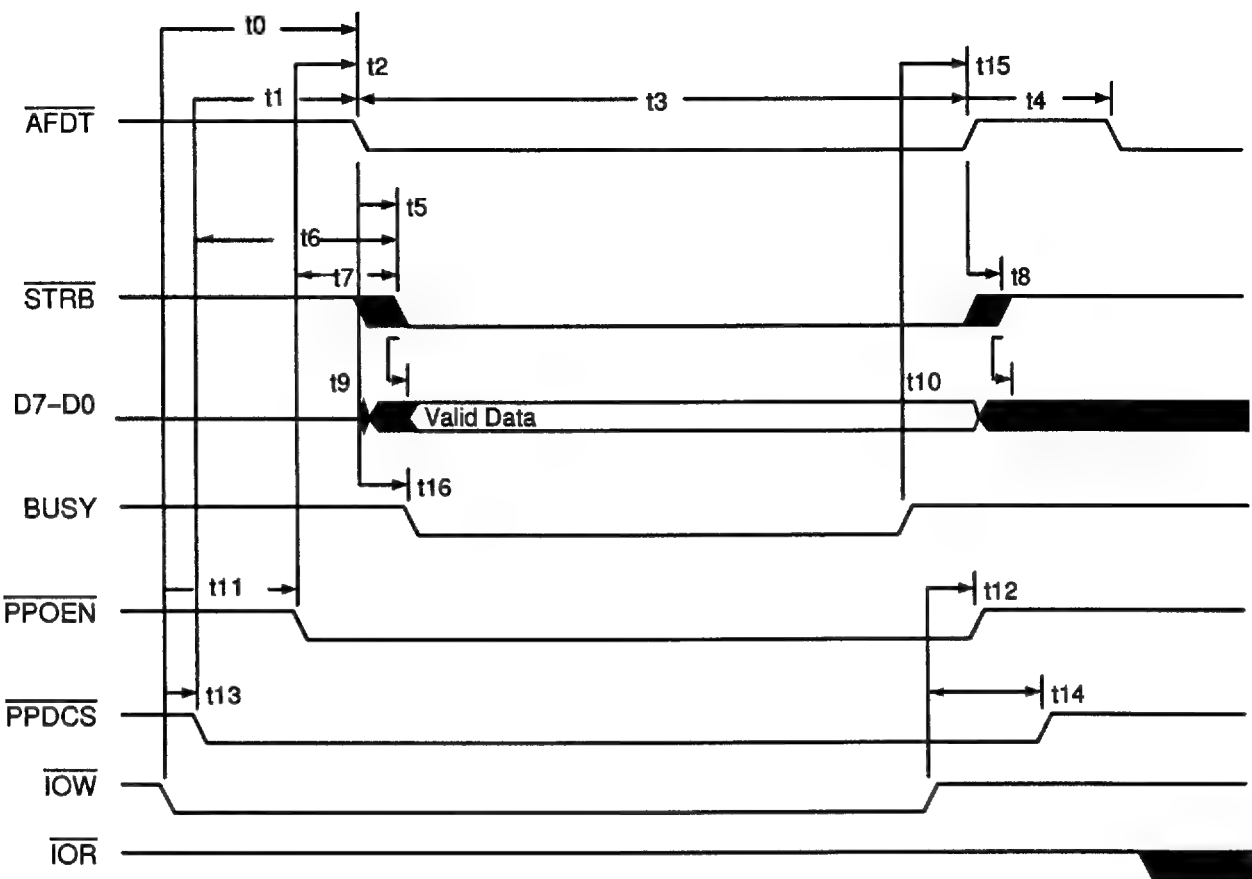 t0
t2
t15
t1
t3
t4
AFDT
t5
t6
t7
t8
STRB
t9
t10
D7–D0
Valid Data
t16
BUSY
t11
t12
PPOEN
t13
t14
PPDCS
IOW
IOR